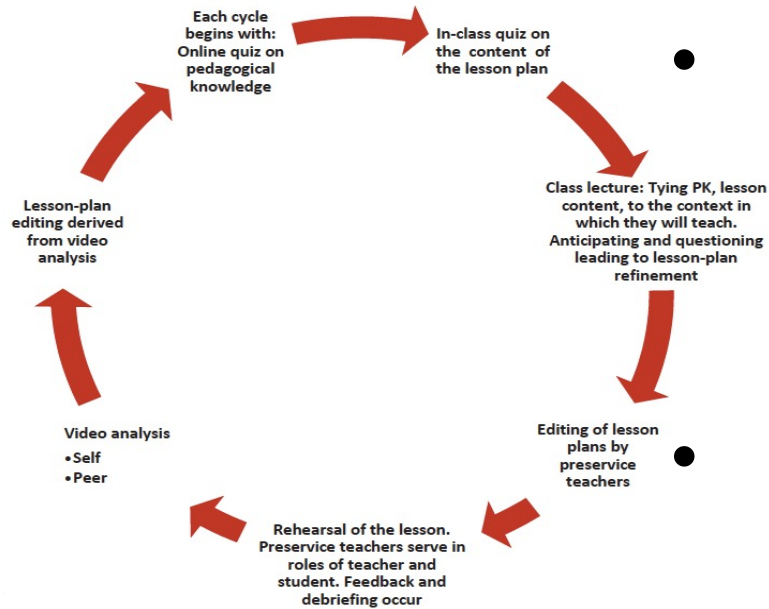 Each cycle
begins with:
Online quiz on
pedagogical
knowledge
In-class quiz on
the content of
the lesson plan
Class lecture: Tying PK, lesson
content, to the context in
which they will teach.
Anticipating and questioning
leading to lesson-plan
refinement
Editing of lesson
plans by
preservice
teachers
Rehearsal of the lesson.
Preservice teachers serve in
roles of teacher and
student. Feedback and
debriefing occur
Video analysis
•Self
•Peer
Lesson-plan
editing derived
from video
analysis